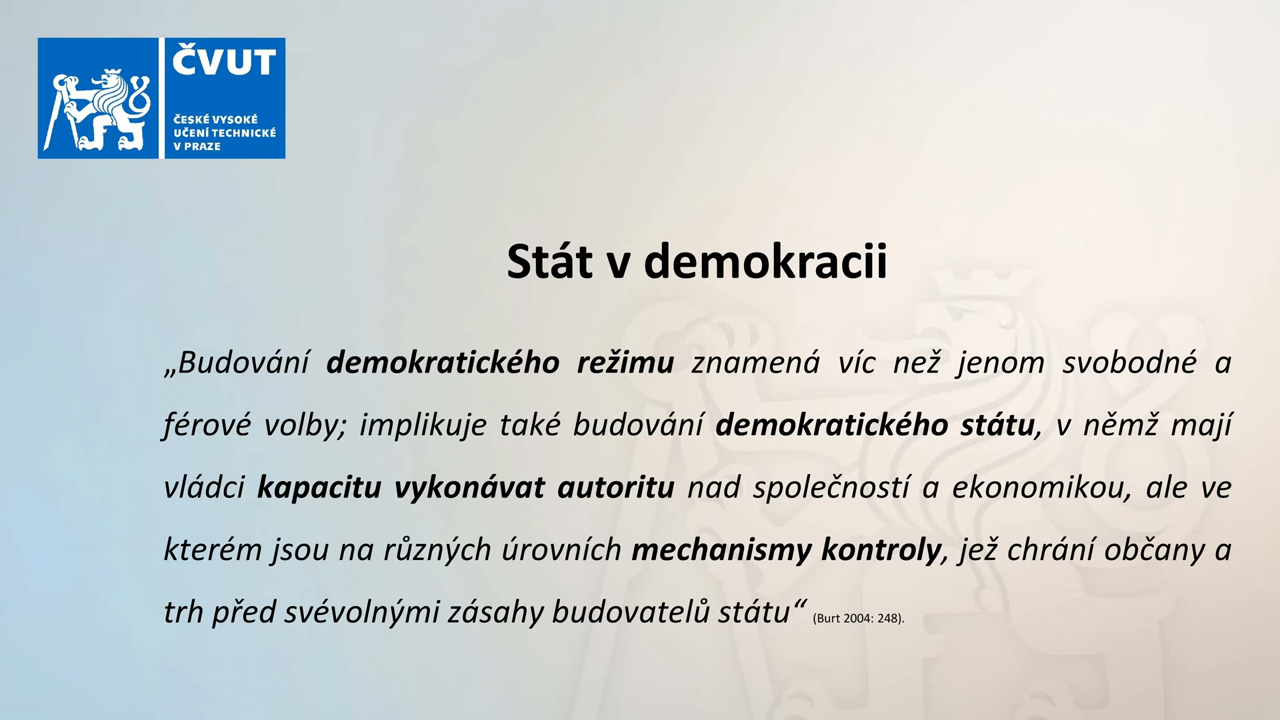 ČVUT
ČESKÉ VYSOKÉ
UČENÍ TECHNICKÉ
V PRAZE
Stát v demokracii
„Budování demokratického režimu znamená víc než jenom svobodné a
férové volby; implikuje také budování demokratického státu, v němž mají
vládci kapacitu vykonávat autoritu nad společností a ekonomikou, ale ve
kterém jsou na různých úrovních mechanismy kontroly, jež chrání občany a
trh před svévolnými zásahy budovatelů státu“ (Burt 2004: 248).